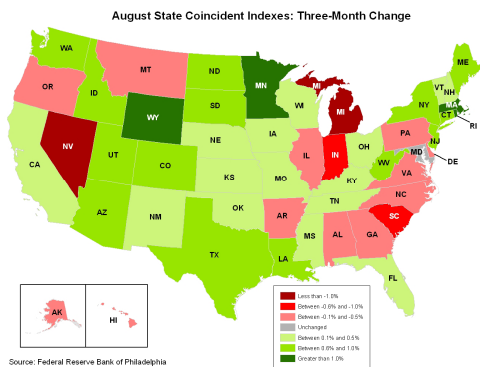 August State Coincident Indexes: Three-Month Change
WA
MT
ND
MN
ME
OR
ID
SD
WI
MI
VT
NH
NY
MA
WY
MI
CT
RI
NV
NE
IA
PA
NJ
CA
UT
CO
IL
IN
OH
MD
DE
KS
MO
WV
VA
KY
AZ
NM
OK
TN
NC
AR
SC
TX
MS
AL
GA
LA
FL
AK
HI
Less than -1.0%
Between -0.6% and -1.0%
Between -0.1% and -0.5%
Unchanged
Between 0.1% and 0.5%
Between 0.6% and 1.0%
Greater than 1.0%
Source: Federal Reserve Bank of Philadelphia